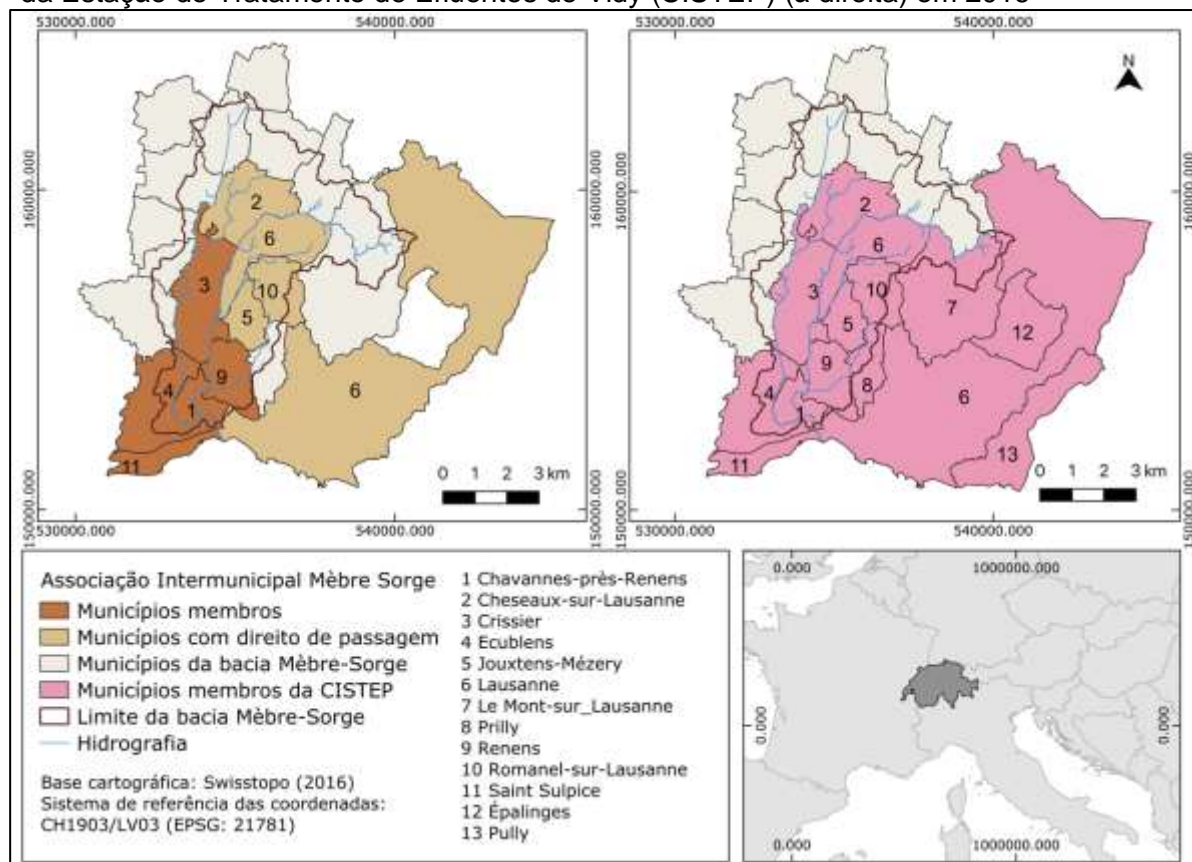 da Estação de Tratamento de Efluentes de Vidy (CISTEP) (à direita) em 2016
530000.000 540000.000
530000.000 540000.000
160000.000
160000.000
160000.000
160000.000
N
2
6
3
10
5
4
9
1
6
11
2
6
3
10
7
5
12
9
4
8
1
6
13
11
0 1 2 3 km
0 1 2 3 km
150000.000
150000.000
150000.000
150000.000
530000.000 540000.000
530000.000 540000.000
Associação Intermunicipal Mèbre Sorge
Municípios membros
Municípios com direito de passagem
Municípios da bacia Mèbre-Sorge
Municípios membros da CISTEP
Limite da bacia Mèbre-Sorge
Hidrografia
Base cartográfica: Swisstopo (2016)
Sistema de referência das coordenadas:
CH1903/LV03 (EPSG: 21781)
1 Chavannes-près-Renens
2 Cheseaux-sur-Lausanne
3 Crissier
4 Ecublens
5 Jouxtens-Mézery
6 Lausanne
7 Le Mont-sur_Lausanne
8 Prilly
9 Renens
10 Romanel-sur-Lausanne
11 Saint Sulpice
12 Épalinges
13 Pully
0.000 1000000.000
0.000
0.000
0.000 1000000.000